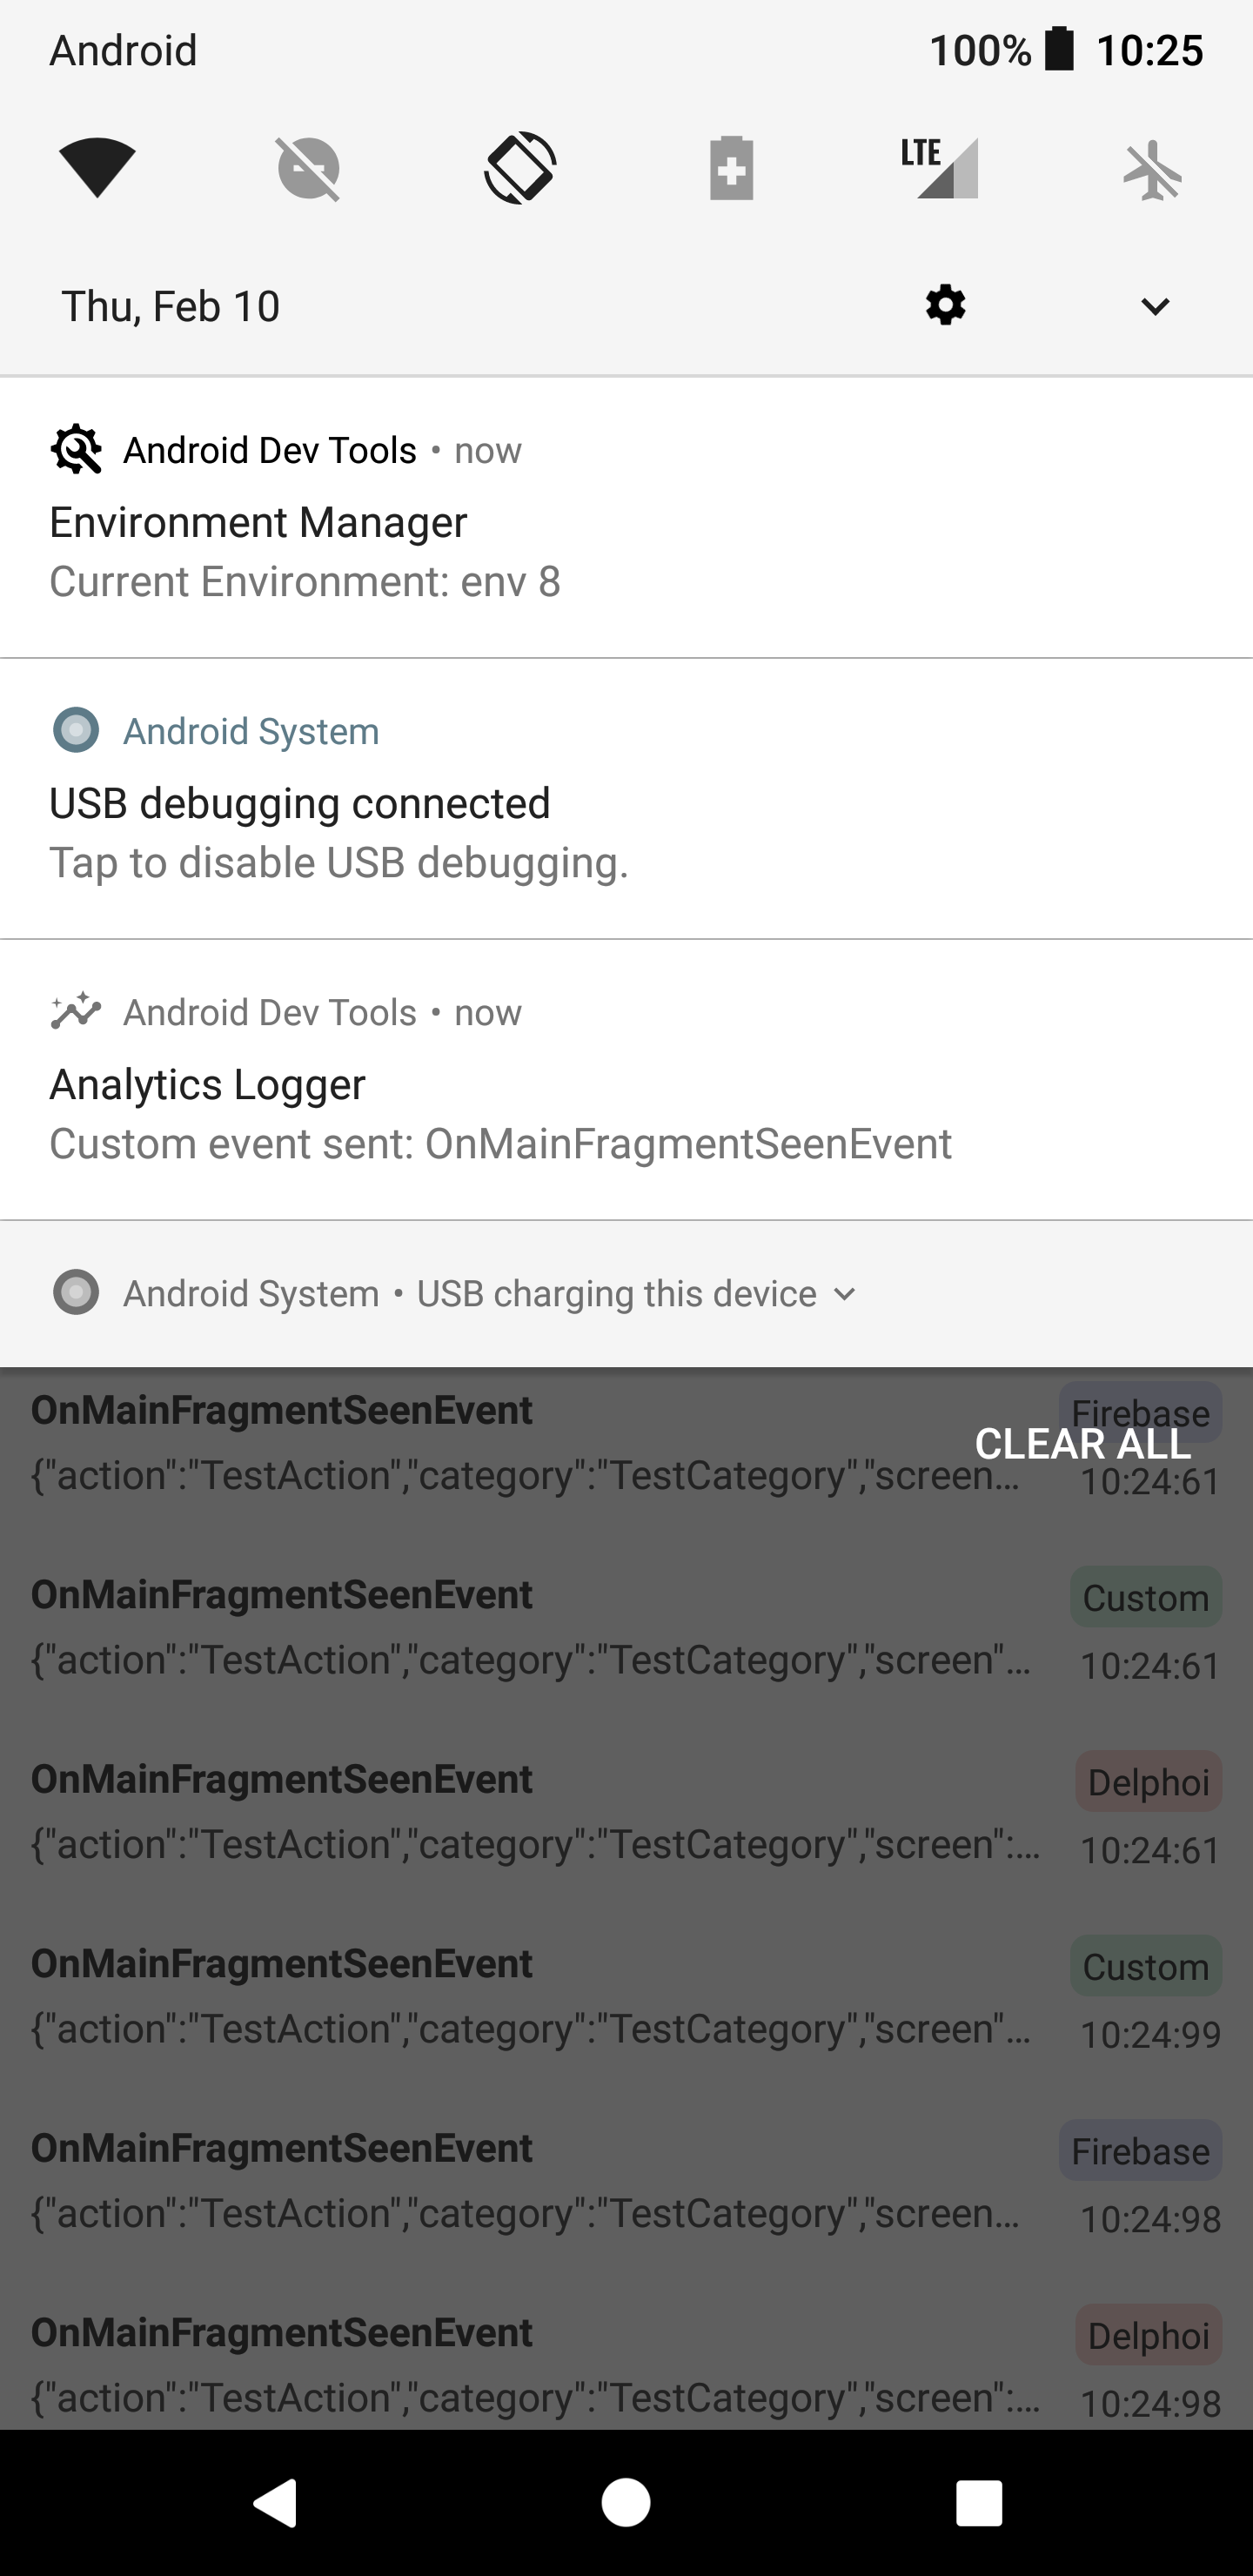 Android 100% 10:25
LTE
Thu, Feb 10
Android Dev Tools • now
Environment Manager
Current Environment: env 8
Android System
USB debugging connected
Tap to disable USB debugging.
Android Dev Tools • now
Analytics Logger
Custom event sent: OnMainFragmentSeenEvent
Android System • USB charging this device
OnMainFragmentSeenEvent Firebase
CLEAR ALL
{"action":"TestAction","category":"TestCategory","screen... 10:24:61
OnMainFragmentSeenEvent Custom
{"action":"TestAction","category":"TestCategory","screen"... 10:24:61
OnMainFragmentSeenEvent Delphoi
{"action":"TestAction","category":"TestCategory","screen":... 10:24:61
OnMainFragmentSeenEvent Custom
{"action":"TestAction","category":"TestCategory","screen"... 10:24:99
OnMainFragmentSeenEvent Firebase
{"action":"TestAction","category":"TestCategory","screen... 10:24:98
OnMainFragmentSeenEvent Delphoi
{"action":"TestAction","category":"TestCategory","screen":... 10:24:98